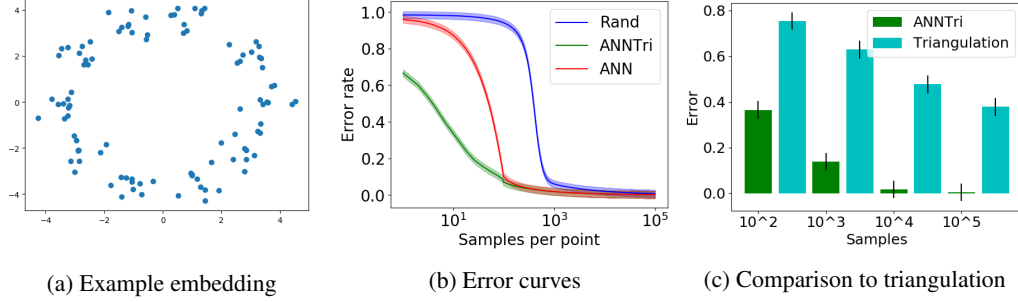 4
2
0
−2
−4
−4 −2 0 2 4
(a) Example embedding
Error rate
1.0
0.8
0.6
0.4
0.2
0.0
Rand
ANNTri
ANN
10^1 10^3 10^5
Samples per point
(b) Error curves
Error
0.8
0.6
0.4
0.2
0.0
ANNTri
Triangulation
10^2 10^3 10^4 10^5
Samples
(c) Comparison to triangulation